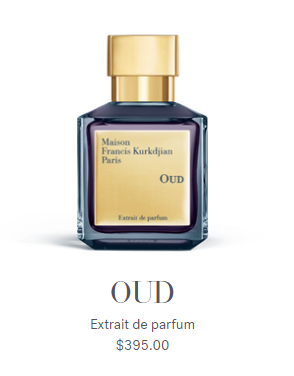 Maison
Francis Kurkdjian
Paris
OUD
Extrait de parfum
OUD
Extrait de parfum
$395.00